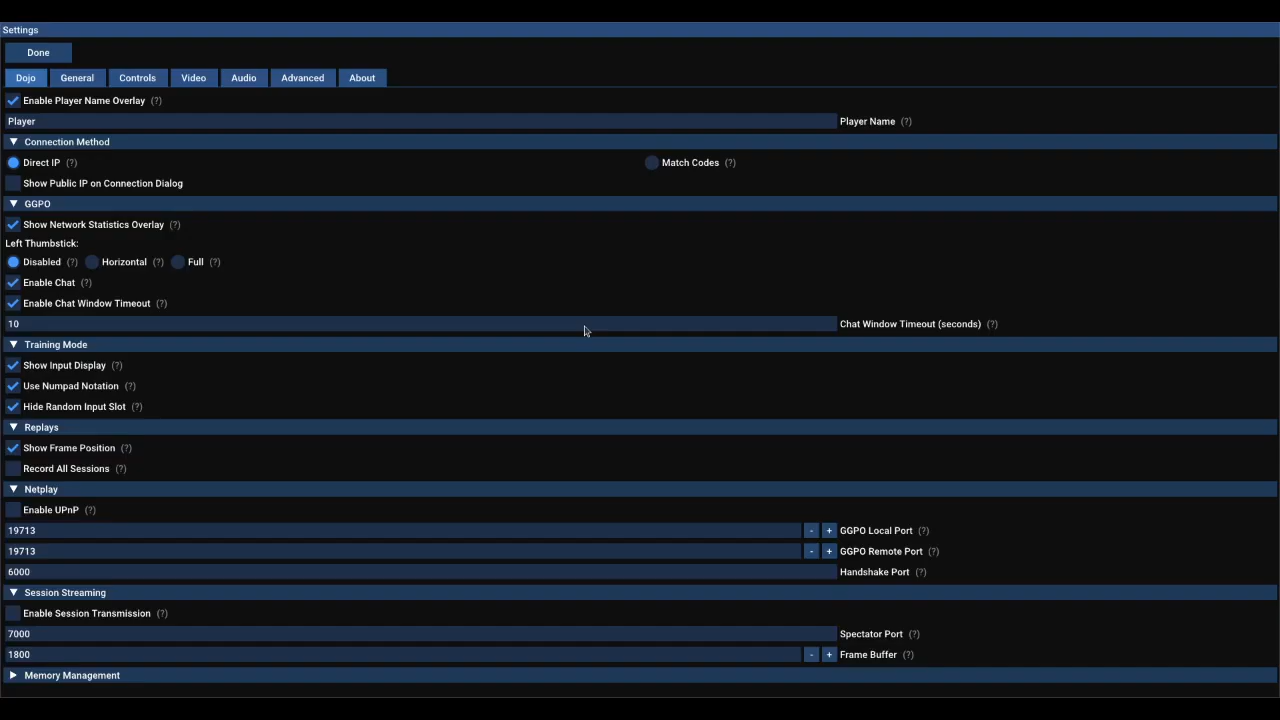 Settings
Done
Dojo General Controls Video Audio Advanced About
Enable Player Name Overlay (?)
Player Player Name (?)
Connection Method
Direct IP (?) Match Codes (?)
Show Public IP on Connection Dialog
GGPO
Show Network Statistics Overlay (?)
Left Thumbstick:
Disabled (?) Horizontal (?) Full (?)
Enable Chat (?)
Enable Chat Window Timeout (?)
10 Chat Window Timeout (seconds) (?)
Training Mode
Show Input Display (?)
Use Numpad Notation (?)
Hide Random Input Slot (?)
Replays
Show Frame Position (?)
Record All Sessions (?)
Netplay
Enable UPnP (?)
19713 - + GGPO Local Port (?)
19713 - + GGPO Remote Port (?)
6000 Handshake Port (?)
Session Streaming
Enable Session Transmission (?)
7000 Spectator Port (?)
1800 - + Frame Buffer (?)
Memory Management